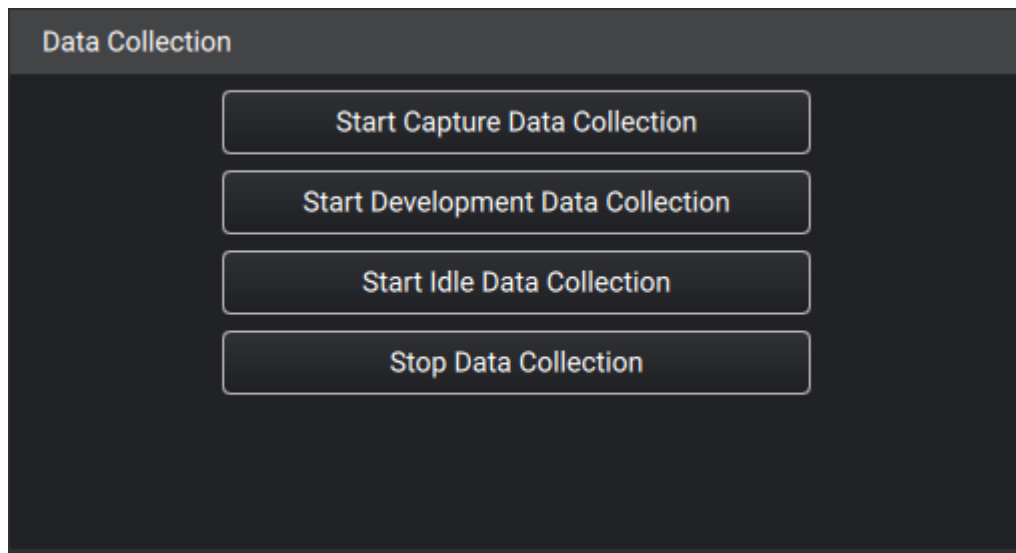 Data Collection
Start Capture Data Collection
Start Development Data Collection
Start Idle Data Collection
Stop Data Collection